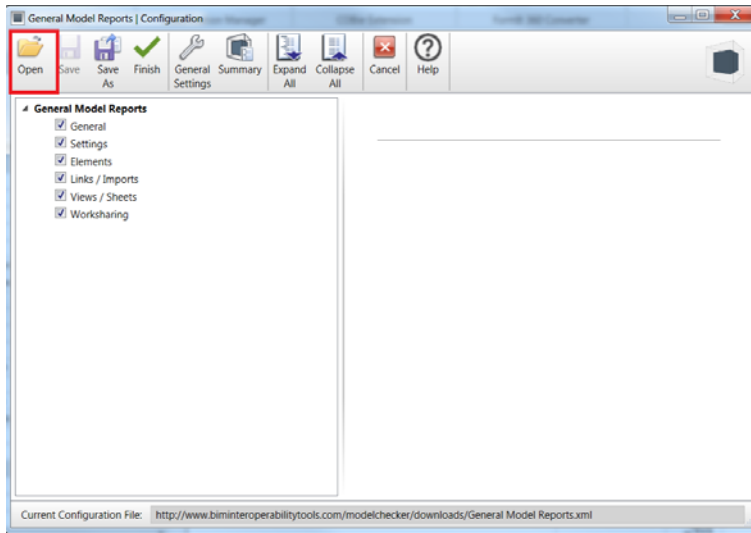 General Model Reports | Configuration
Open
Save
Save As
Finish
General Settings
Summary
Expand All
Collapse All
Cancel
Help
General Model Reports
General
Settings
Elements
Links / Imports
Views / Sheets
Worksharing
Current Configuration File: http://www.biminteroperabilitytools.com/modelchecker/downloads/General Model Reports.xml